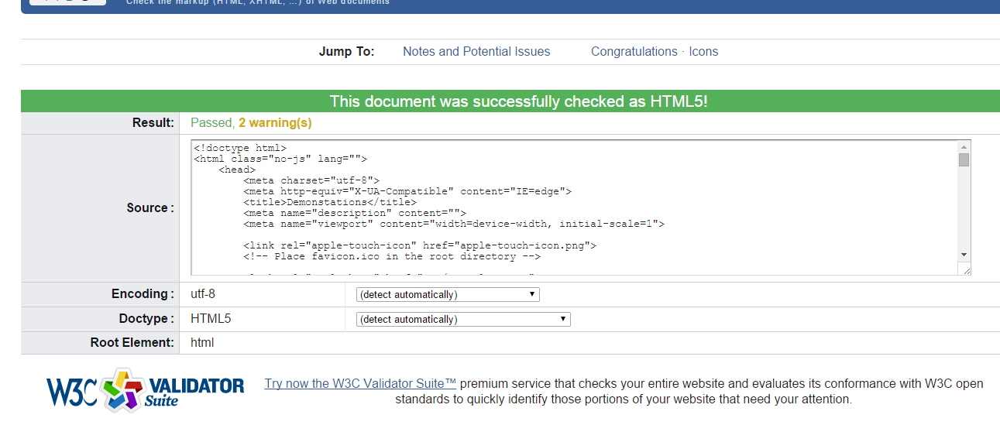 Check the markup (HTML, XHTML, …) of Web documents
Jump To: Notes and Potential Issues Congratulations · Icons
This document was successfully checked as HTML5!
Result: Passed, 2 warning(s)
Source :
<!doctype html>
<html class="no-js" lang="">
<head>
<meta charset="utf-8">
<meta http-equiv="X-UA-Compatible" content="IE=edge">
<title>Demonstations</title>
<meta name="description" content="">
<meta name="viewport" content="width=device-width, initial-scale=1">
<link rel="apple-touch-icon" href="apple-touch-icon.png">
<!-- Place favicon.ico in the root directory -->
Encoding : utf-8 (detect automatically)
Doctype : HTML5 (detect automatically)
Root Element: html
W3C VALIDATOR Suite
Try now the W3C Validator Suite™ premium service that checks your entire website and evaluates its conformance with W3C open
standards to quickly identify those portions of your website that need your attention.